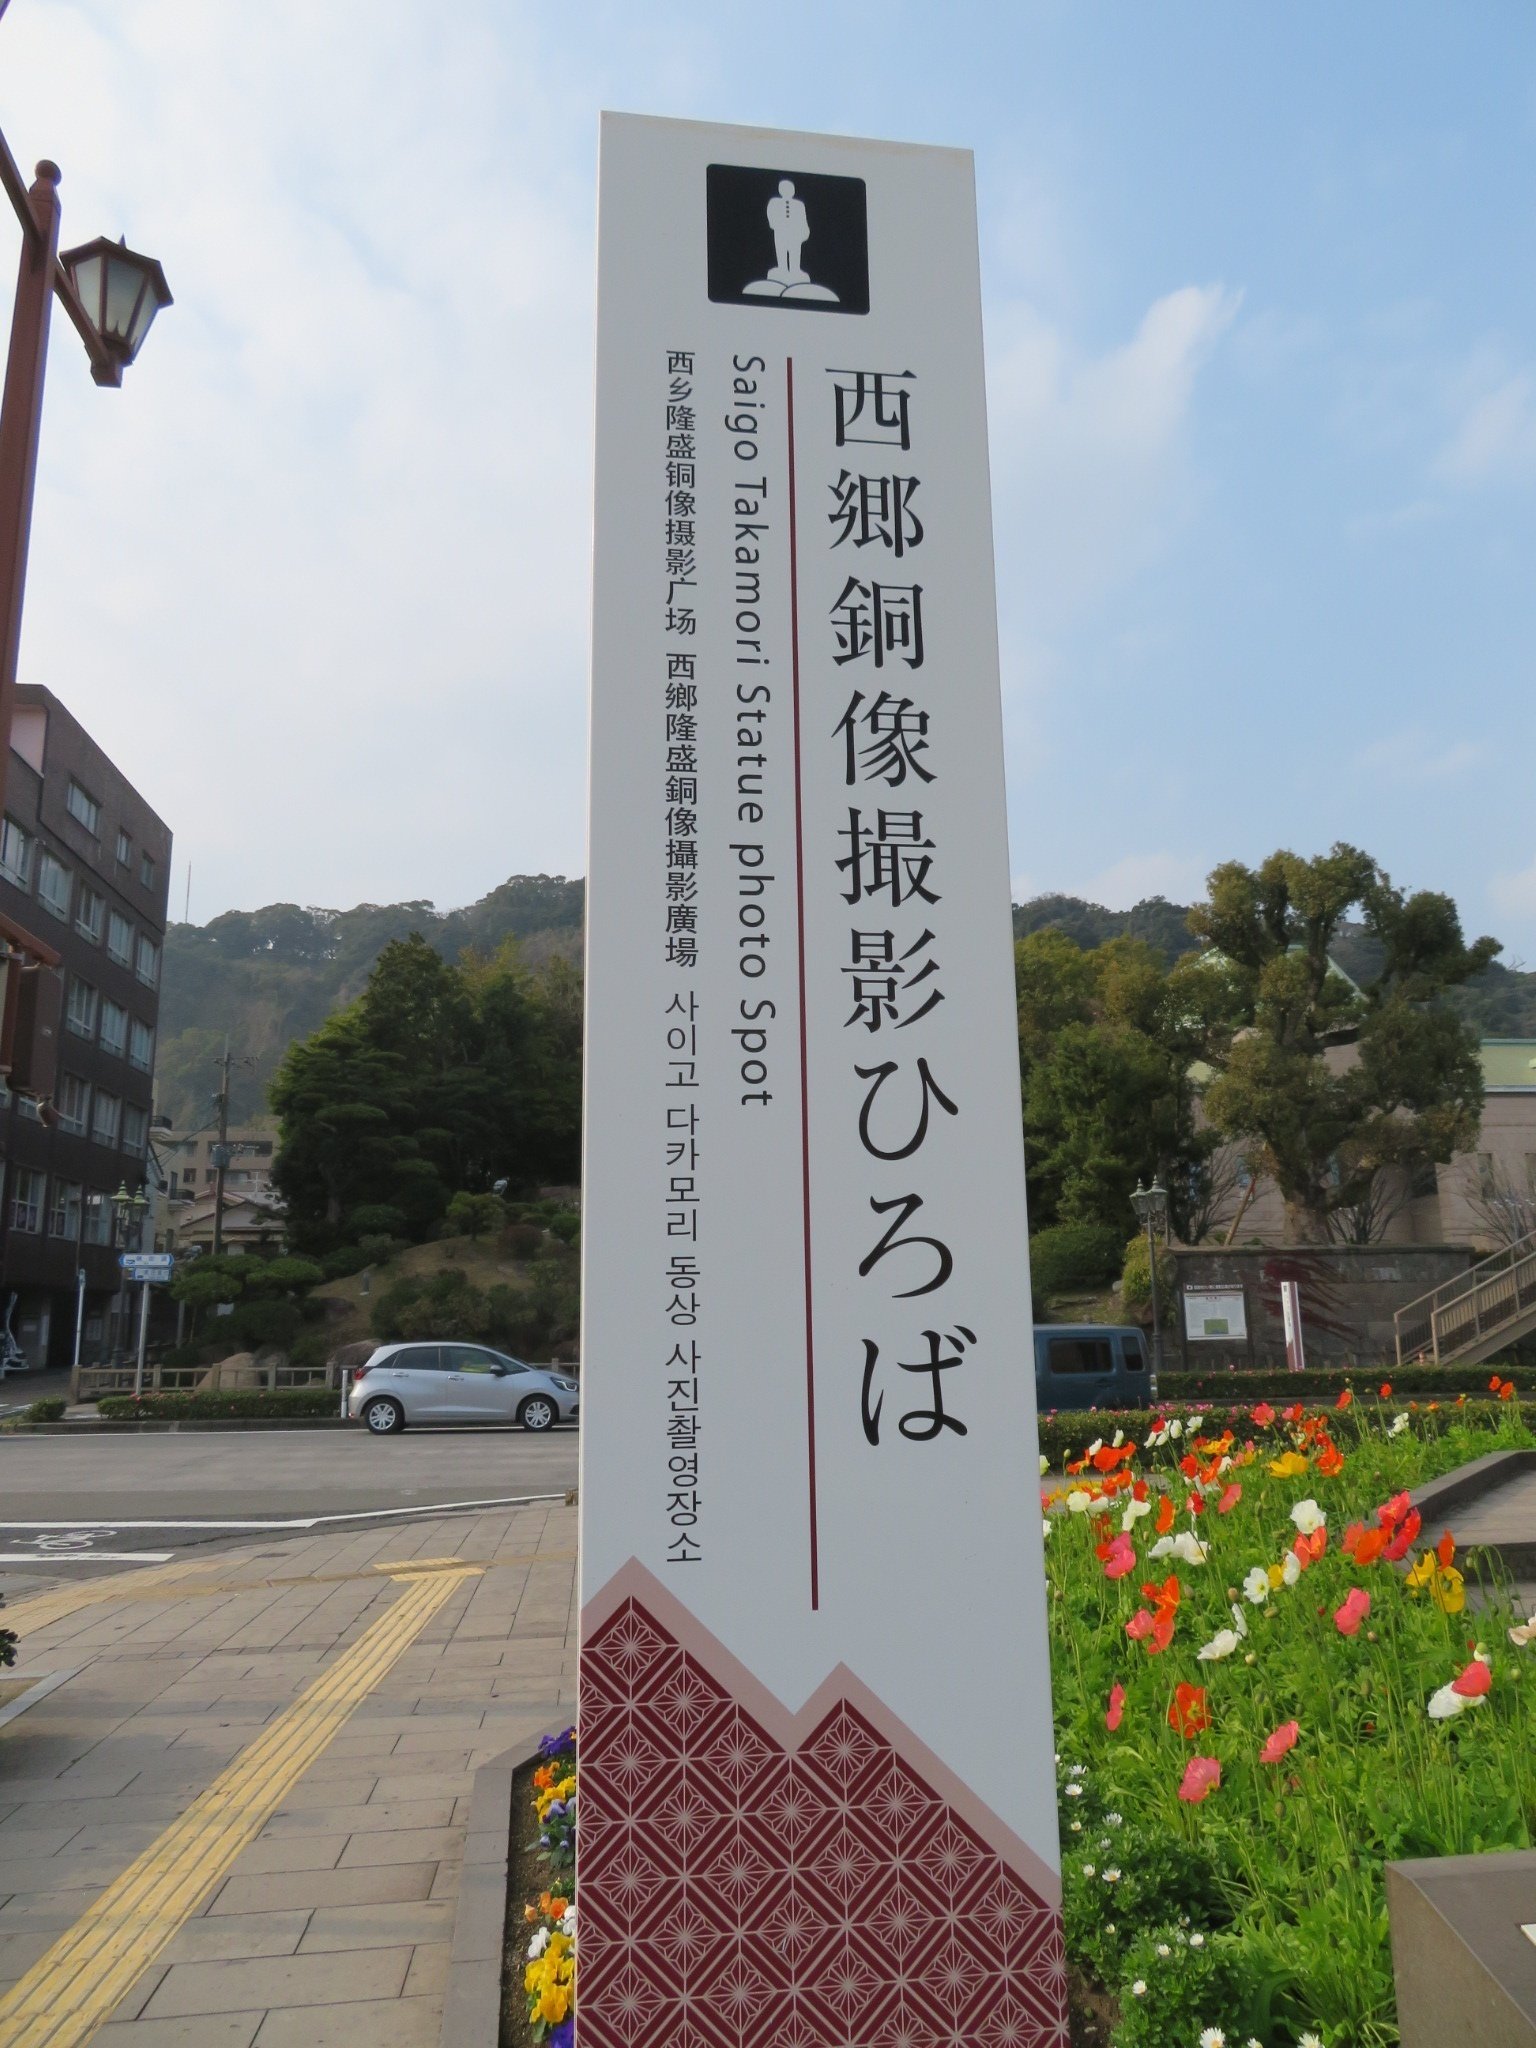 西郷銅像撮影ひろば
Saigo Takamori Statue photo Spot
西乡隆盛铜像摄影广场 西鄉隆盛銅像攝影廣場 사이고 다카모리 동상 사진촬영장소